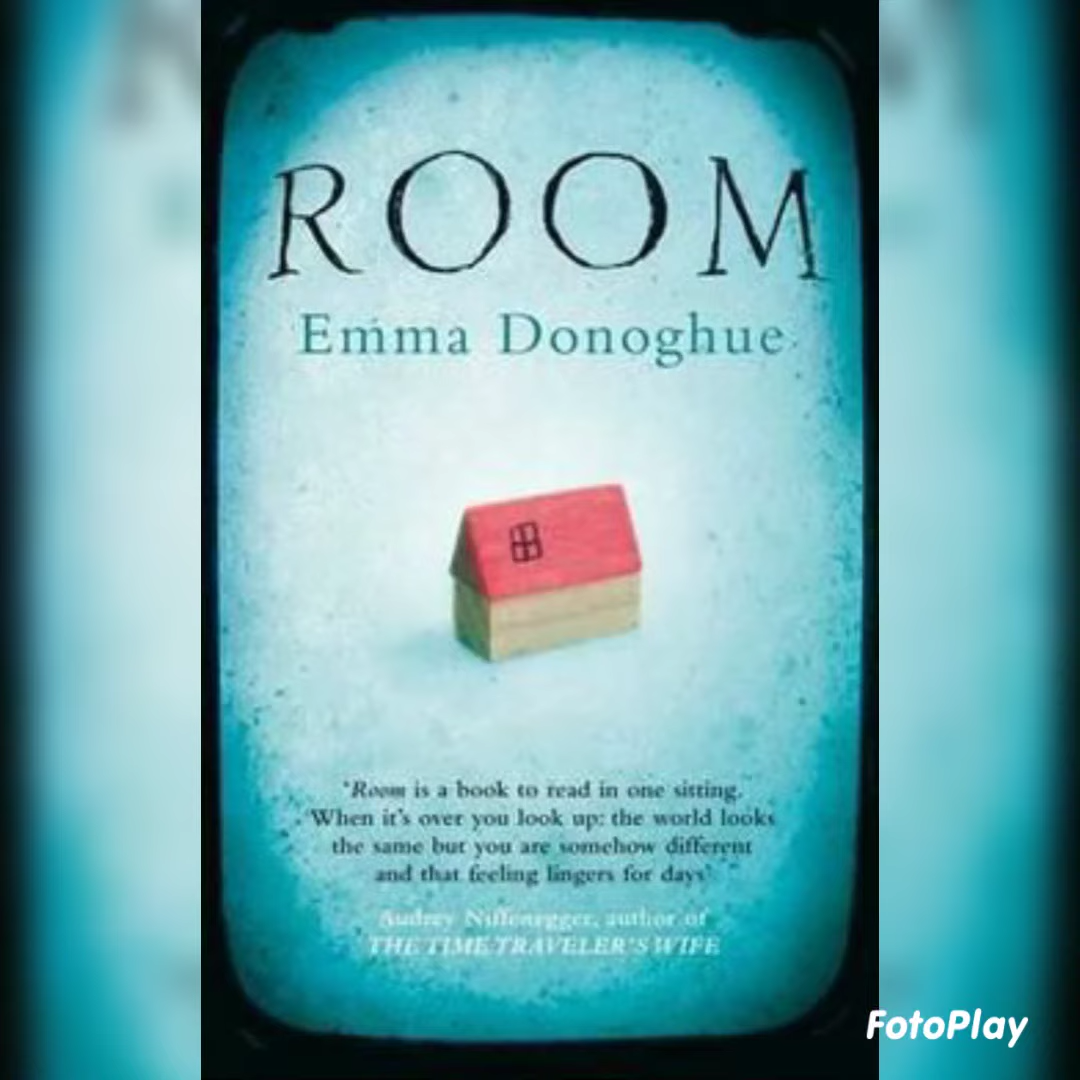 ROOM
Emma Donoghue
'Room is a book to read in one sitting.
When it's over you look up: the world looks
the same but you are somehow different
and that feeling lingers for days'
Audrey Niffenegger, author of
THE TIME TRAVELER'S WIFE
FotoPlay